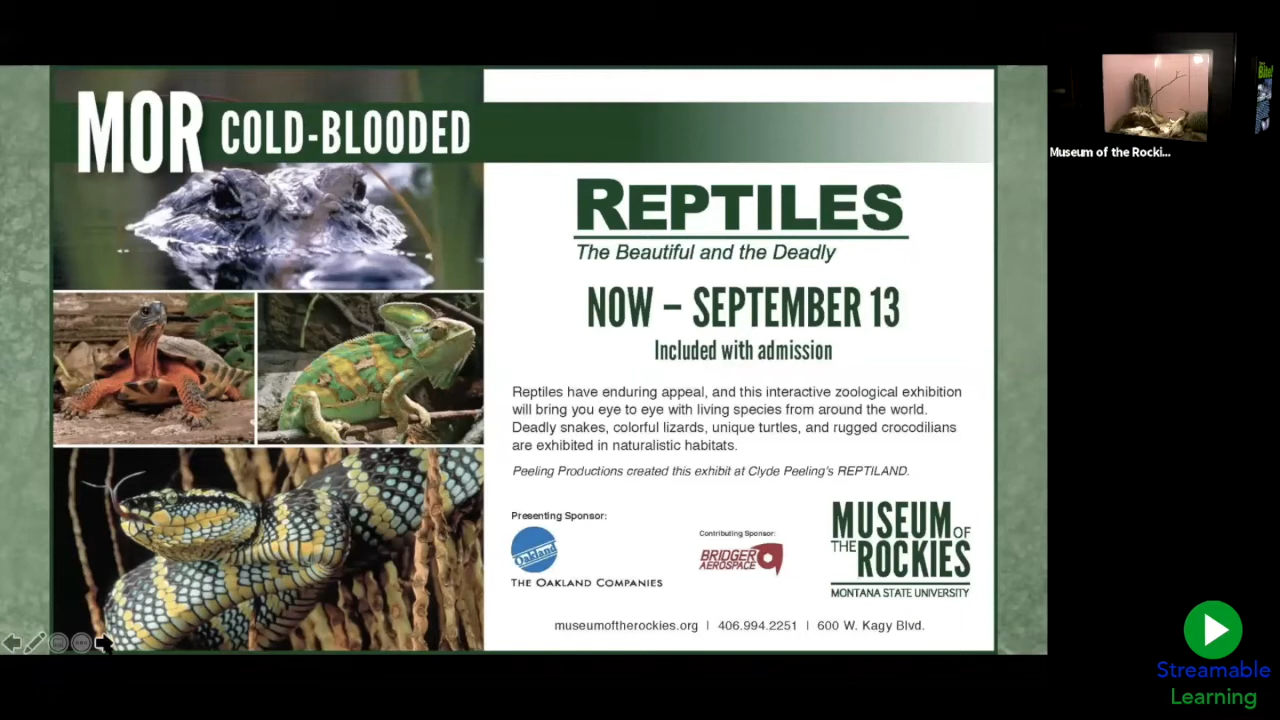 MOR COLD-BLOODED
REPTILES
The Beautiful and the Deadly
NOW – SEPTEMBER 13
Included with admission
Reptiles have enduring appeal, and this interactive zoological exhibition
will bring you eye to eye with living species from around the world.
Deadly snakes, colorful lizards, unique turtles, and rugged crocodilians
are exhibited in naturalistic habitats.
Peeling Productions created this exhibit at Clyde Peeling's REPTILAND.
Presenting Sponsor:
Oakland
THE OAKLAND COMPANIES
Contributing Sponsor:
BRIDGER
AEROSPACE
MUSEUM OF
THE ROCKIES
MONTANA STATE UNIVERSITY
museumoftherockies.org | 406.994.2251 | 600 W. Kagy Blvd.
Bite!
Museum of the Rocki...
Streamable
Learning